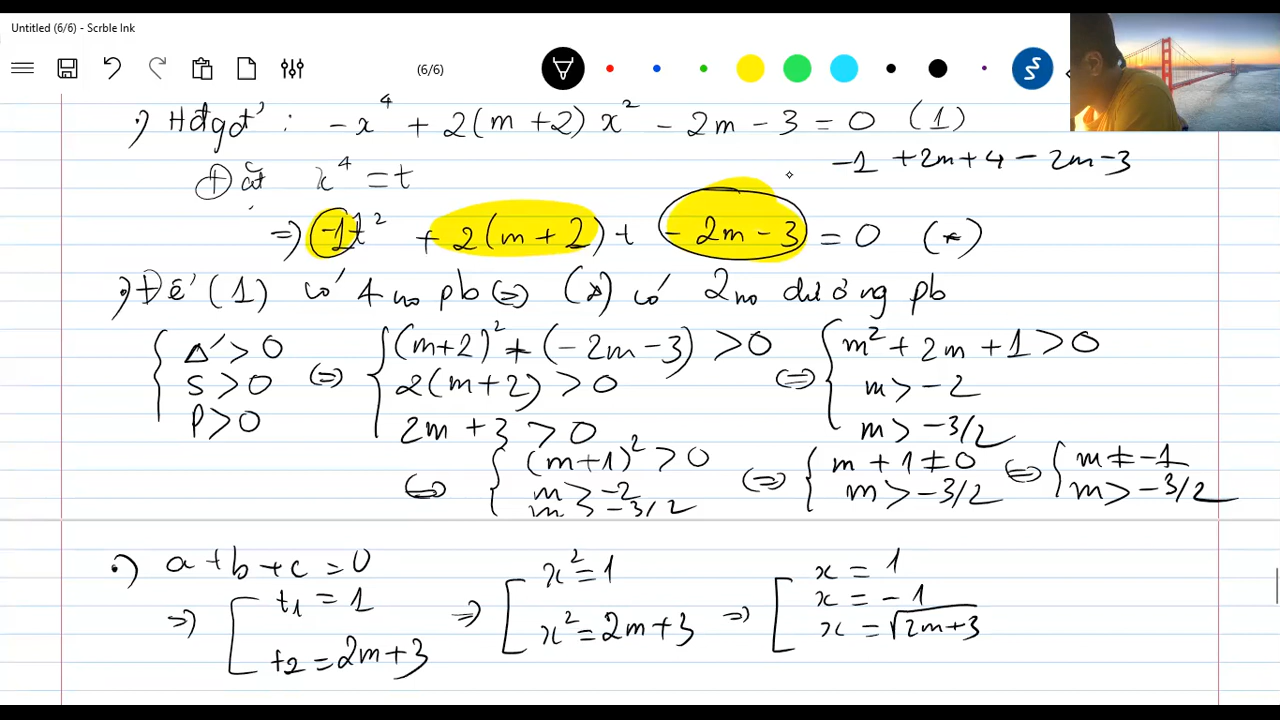 Untitled (6/6) - Scrble Ink
(6/6)
·) Hđgđ' : -x⁴ + 2(m+2)x² - 2m - 3 = 0 (1)
-1 + 2m + 4 - 2m - 3
Đặt x⁴ = t
=> -1t² + 2(m+2)t - 2m - 3 = 0 (*)
·) Để (1) có 4 no pb <=> (*) có 2 no dương pb
{ Δ' > 0 <=> { (m+2)² + (-2m-3) > 0 <=> { m² + 2m + 1 > 0
S > 0 2(m+2) > 0 m > -2
P > 0 2m + 3 > 0 m > -3/2
<=> { (m+1)² > 0 <=> { m + 1 ≠ 0 <=> { m ≠ -1
m > -2 m > -3/2 m > -3/2
m > -3/2
·) a + b + c = 0
=> [ t₁ = 1 => [ x² = 1 => [ x = 1
x = -1
t₂ = 2m+3 x² = 2m+3 x = √2m+3